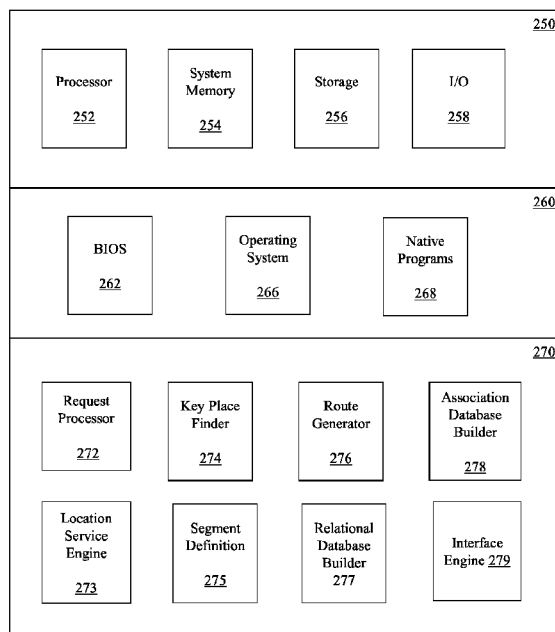 250
Processor
252
System
Memory
254
Storage
256
I/O
258
260
BIOS
262
Operating
System
266
Native
Programs
268
270
Request
Processor
272
Key Place
Finder
274
Route
Generator
276
Association
Database
Builder
278
Location
Service
Engine
273
Segment
Definition
275
Relational
Database
Builder
277
Interface
Engine 279